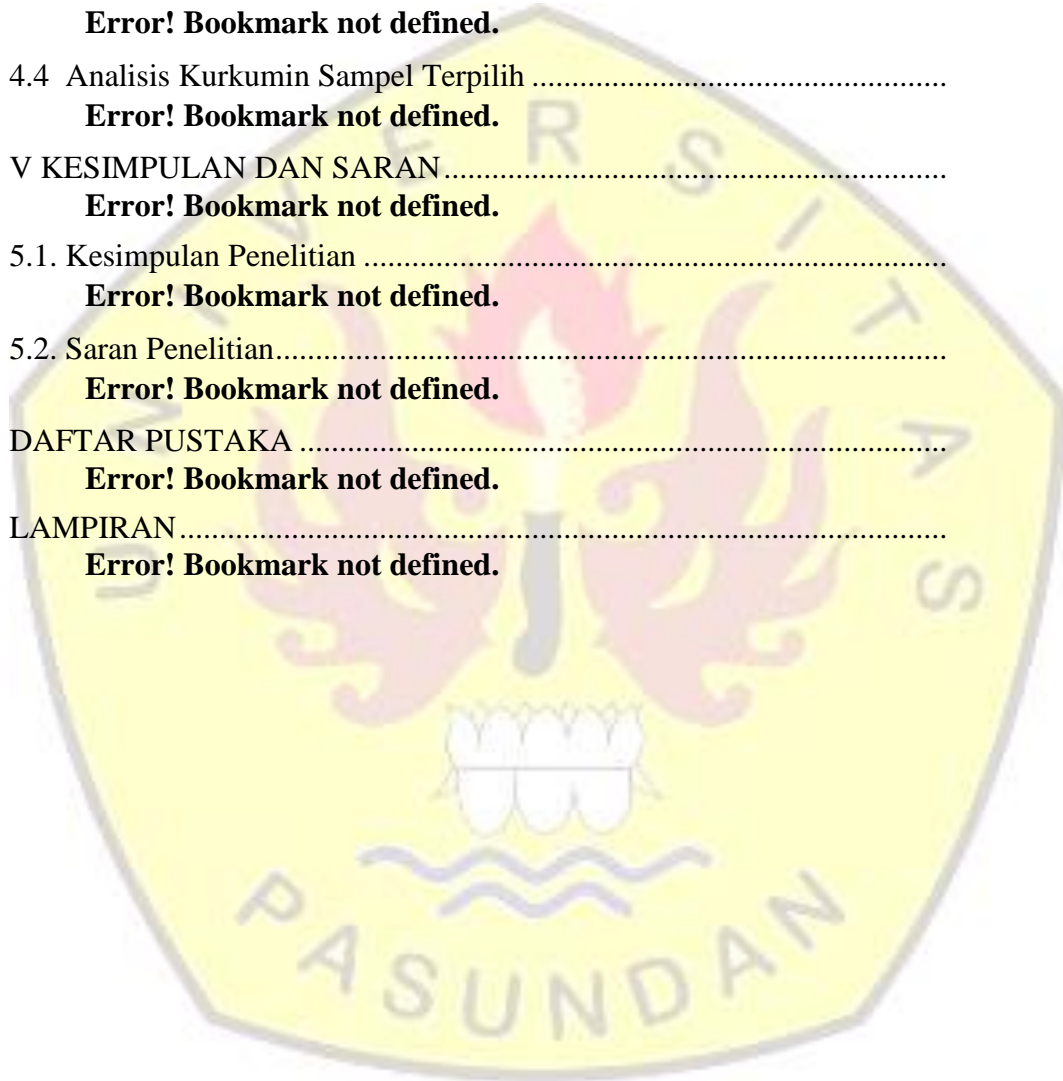 Error! Bookmark not defined.
4.4 Analisis Kurkumin Sampel Terpilih ....................................................
Error! Bookmark not defined.
V KESIMPULAN DAN SARAN...............................................................
Error! Bookmark not defined.
5.1. Kesimpulan Penelitian .........................................................................
Error! Bookmark not defined.
5.2. Saran Penelitian....................................................................................
Error! Bookmark not defined.
DAFTAR PUSTAKA .................................................................................
Error! Bookmark not defined.
LAMPIRAN................................................................................................
Error! Bookmark not defined.
UNIVERSITAS
PASUNDAN